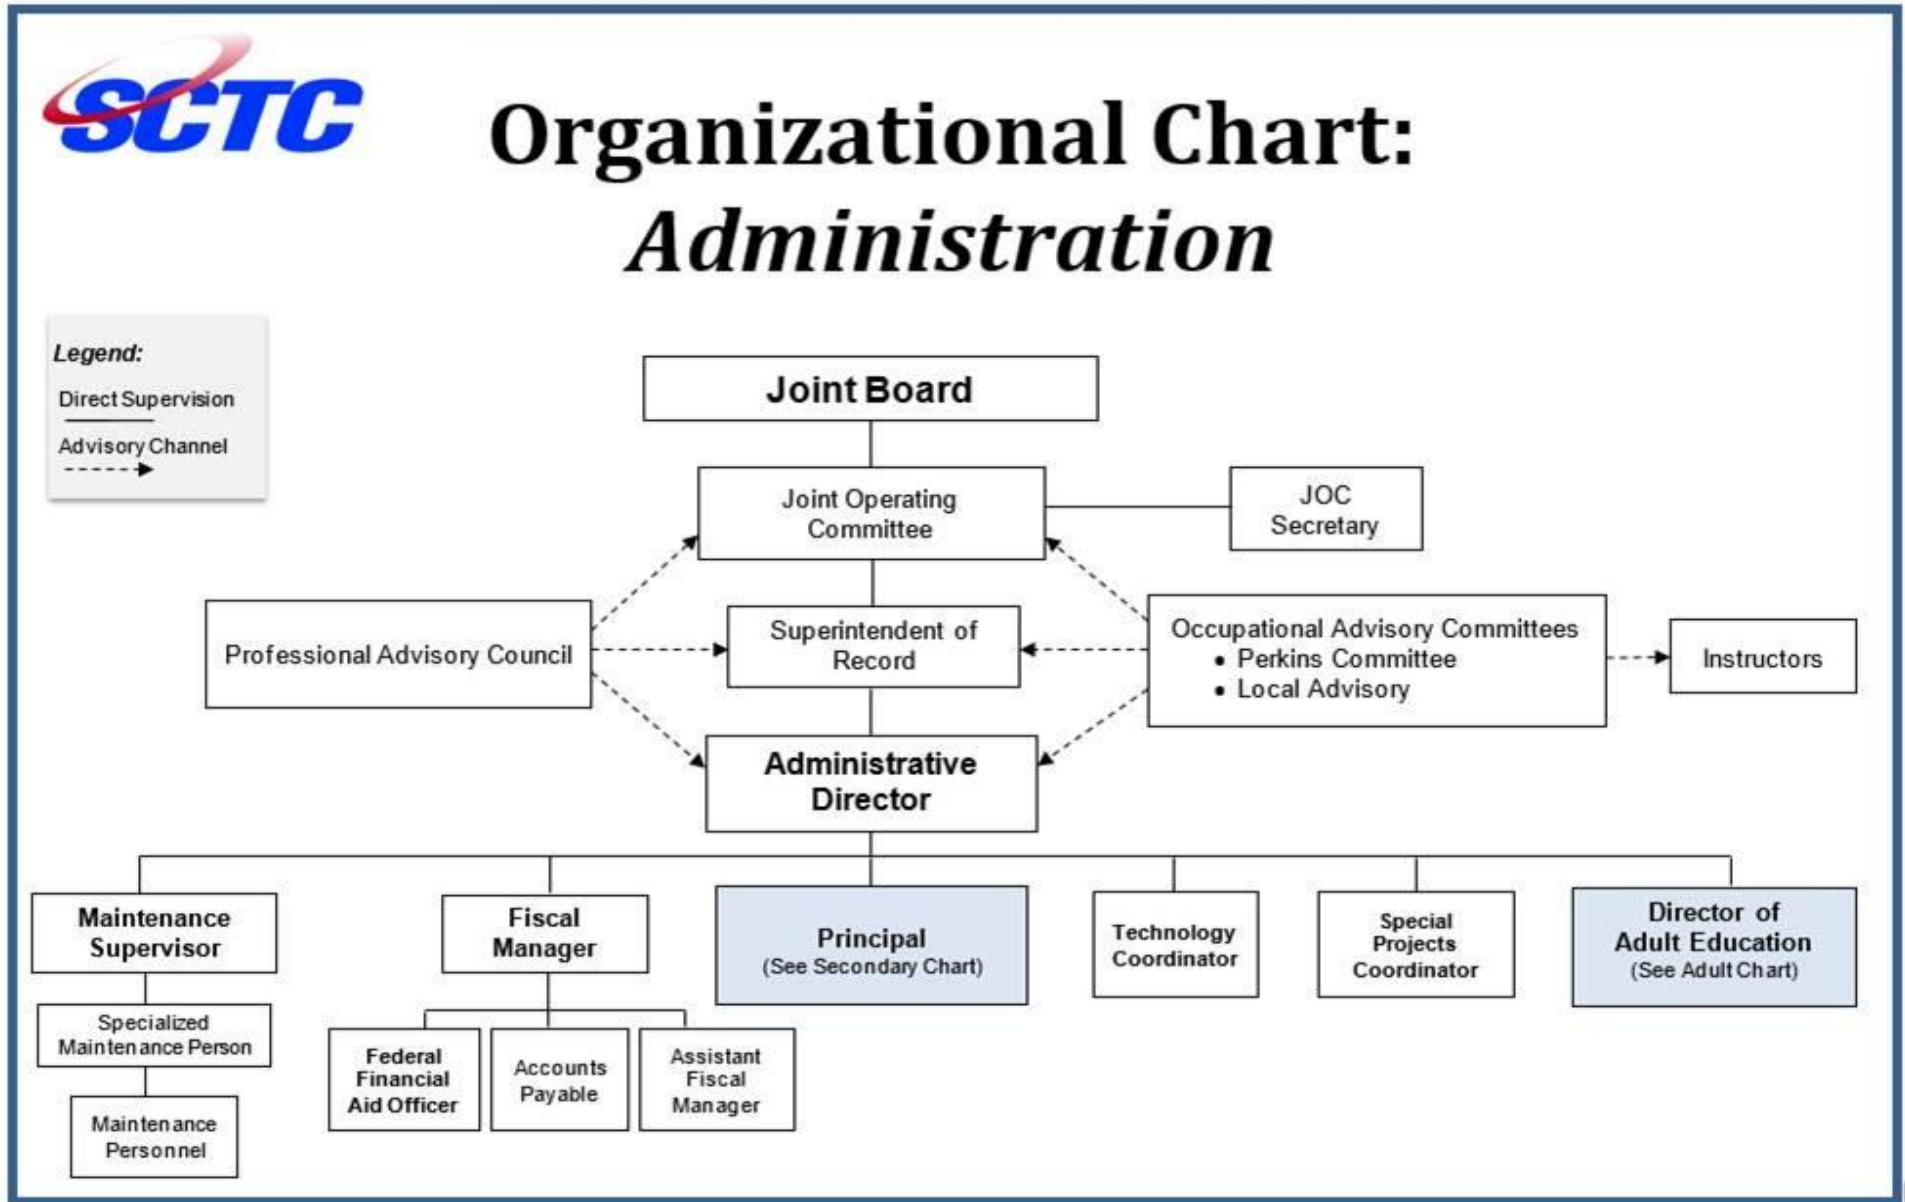 SCTC
Organizational Chart:
Administration
Legend:
Direct Supervision
Advisory Channel
Joint Board
Joint Operating
Committee
JOC
Secretary
Professional Advisory Council
Superintendent of
Record
Occupational Advisory Committees
• Perkins Committee
• Local Advisory
Instructors
Administrative
Director
Maintenance
Supervisor
Fiscal
Manager
Principal
(See Secondary Chart)
Technology
Coordinator
Special
Projects
Coordinator
Director of
Adult Education
(See Adult Chart)
Specialized
Maintenance Person
Maintenance
Personnel
Federal
Financial
Aid Officer
Accounts
Payable
Assistant
Fiscal
Manager